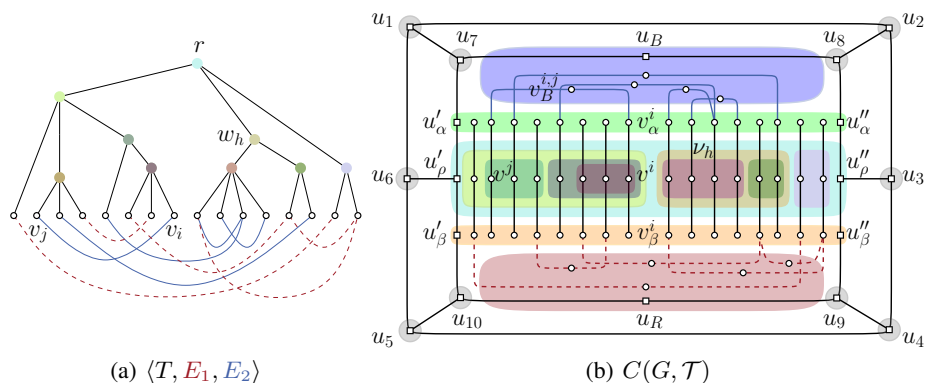 r
w_h
v_j
v_i
(a) ⟨T, E_1, E_2⟩
u_1
u_2
u_7
u_B
u_8
v_B^{i,j}
u'_α
v_α^i
u''_α
u'_ρ
ν_h
u''_ρ
u_6
v^j
v^i
u_3
u'_β
v_β^i
u''_β
u_10
u_R
u_9
u_5
u_4
(b) C(G, 𝒯)